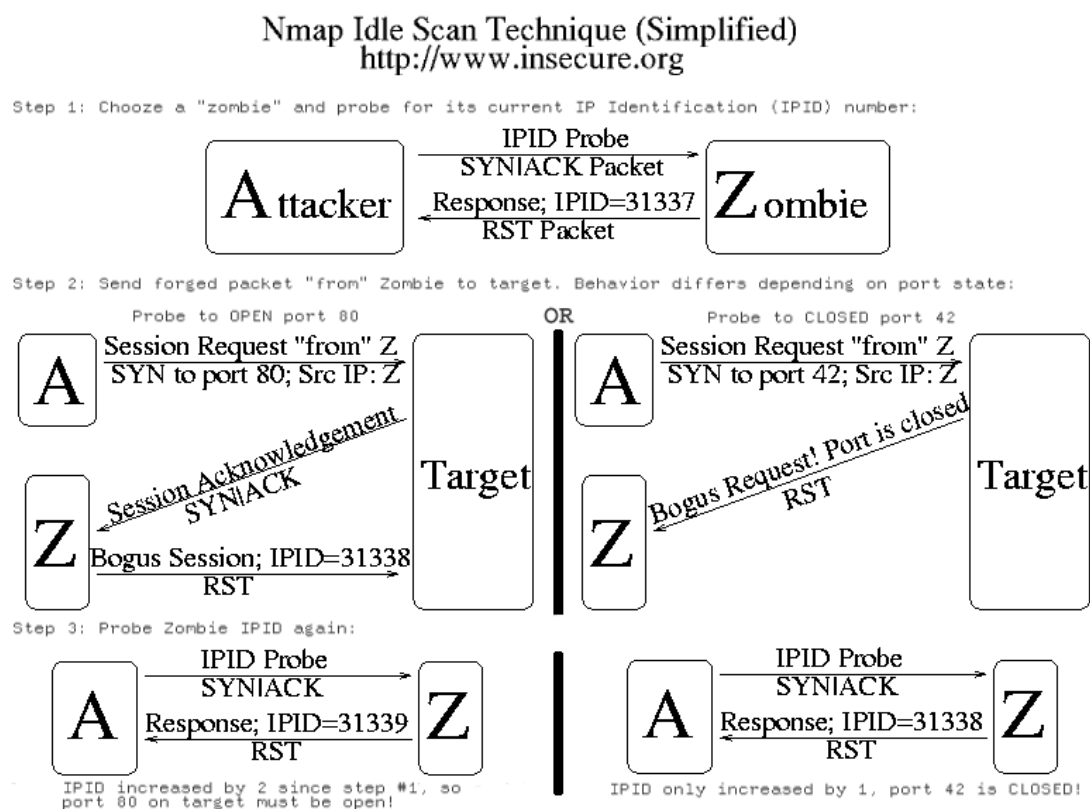 Nmap Idle Scan Technique (Simplified)
http://www.insecure.org
Step 1: Chooze a "zombie" and probe for its current IP Identification (IPID) number:
Attacker
IPID Probe
SYN|ACK Packet
Response; IPID=31337
RST Packet
Zombie
Step 2: Send forged packet "from" Zombie to target. Behavior differs depending on port state:
Probe to OPEN port 80
A
Session Request "from" Z
SYN to port 80; Src IP: Z
Session Acknowledgement
SYN|ACK
Target
Z
Bogus Session; IPID=31338
RST
OR
Probe to CLOSED port 42
A
Session Request "from" Z
SYN to port 42; Src IP: Z
Bogus Request! Port is closed
RST
Target
Z
Step 3: Probe Zombie IPID again:
A
IPID Probe
SYN|ACK
Response; IPID=31339
RST
Z
IPID increased by 2 since step #1, so
port 80 on target must be open!
A
IPID Probe
SYN|ACK
Response; IPID=31338
RST
Z
IPID only increased by 1, port 42 is CLOSED!